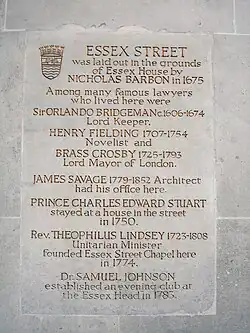 ESSEX STREET
was laid out in the grounds
of Essex House by
NICHOLAS BARBON in 1675
Among many famous lawyers
who lived here were
Sir ORLANDO BRIDGEMAN c.1606-1674
Lord Keeper.
HENRY FIELDING 1707-1754
Novelist and
BRASS CROSBY 1725-1793
Lord Mayor of London.
JAMES SAVAGE 1779-1852 Architect
had his office here.
PRINCE CHARLES EDWARD STUART
stayed at a house in the street
in 1750.
Rev. THEOPHILUS LINDSEY 1723-1808
Unitarian Minister
founded Essex Street Chapel here
in 1774.
Dr. SAMUEL JOHNSON
established an evening club at
the Essex Head in 1783.